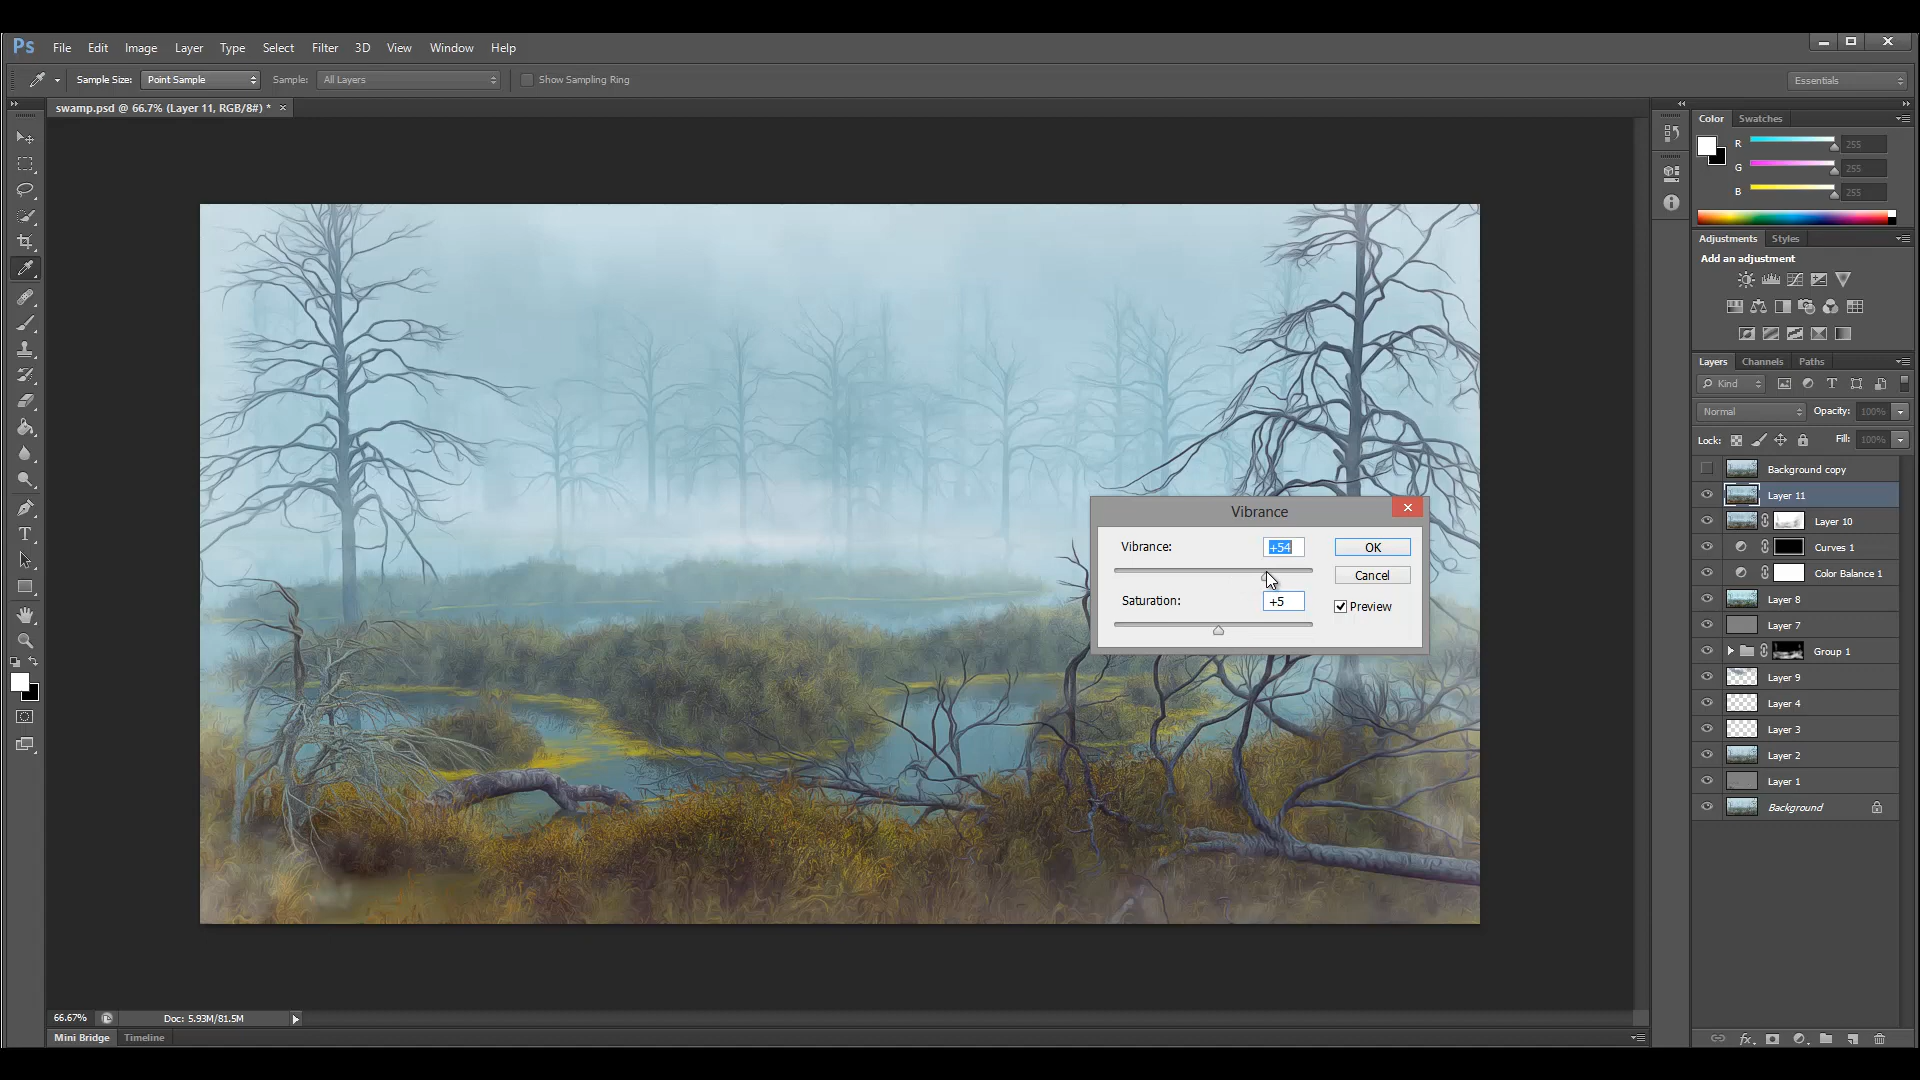 Ps File Edit Image Layer Type Select Filter 3D View Window Help
Sample Size: Point Sample Sample: All Layers Show Sampling Ring Essentials
swamp.psd @ 66.7% (Layer 11, RGB/8#) *
Color Swatches
R 255
G 255
B 255
Adjustments Styles
Add an adjustment
Layers Channels Paths
Kind
Normal Opacity: 100%
Lock: Fill: 100%
Background copy
Layer 11
Layer 10
Curves 1
Color Balance 1
Layer 8
Layer 7
Group 1
Layer 9
Layer 4
Layer 3
Layer 2
Layer 1
Background
Vibrance
Vibrance: +54 OK
Cancel
Saturation: +5 Preview
66.67% Doc: 5.93M/81.5M
Mini Bridge Timeline
fx